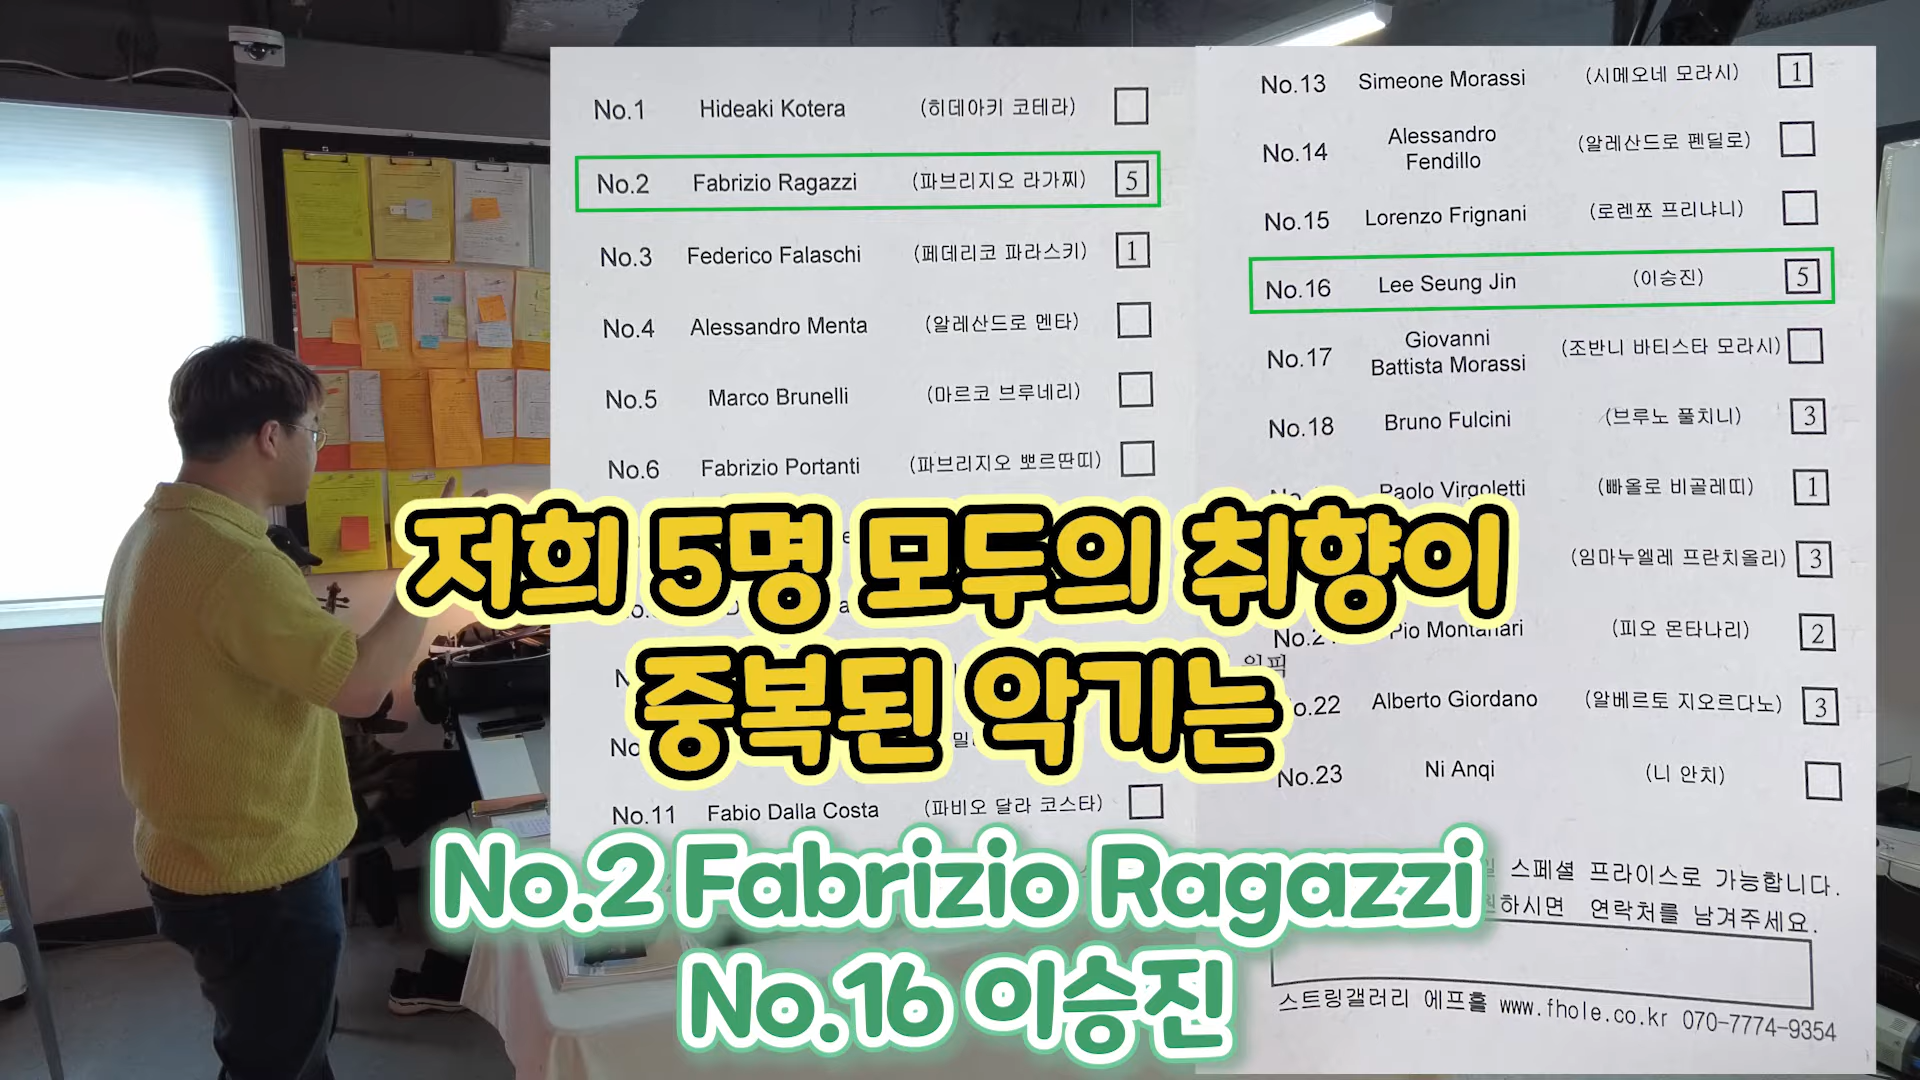 No.1 Hideaki Kotera (히데아키 코테라)
No.2 Fabrizio Ragazzi (파브리지오 라가찌) 5
No.3 Federico Falaschi (페데리코 파라스키) 1
No.4 Alessandro Menta (알레산드로 멘타)
No.5 Marco Brunelli (마르코 브루네리)
No.6 Fabrizio Portanti (파브리지오 뽀르딴띠)
No.11 Fabio Dalla Costa (파비오 달라 코스타)
No.13 Simeone Morassi (시메오네 모라시) 1
No.14 Alessandro Fendillo (알레산드로 펜딜로)
No.15 Lorenzo Frignani (로렌쪼 프리냐니)
No.16 Lee Seung Jin (이승진) 5
No.17 Giovanni Battista Morassi (조반니 바티스타 모라시)
No.18 Bruno Fulcini (브루노 풀치니) 3
Paolo Virgoletti (빠올로 비골레띠) 1
(임마누엘레 프란치올리) 3
Pio Montanari (피오 몬타나리) 2
원픽
No.22 Alberto Giordano (알베르토 지오르다노) 3
No.23 Ni Anqi (니 안치)
스페셜 프라이스로 가능합니다.
하시면 연락처를 남겨주세요.
스트링갤러리 에프홀 www.fhole.co.kr 070-7774-9354
저희 5명 모두의 취향이
중복된 악기는
No.2 Fabrizio Ragazzi
No.16 이승진